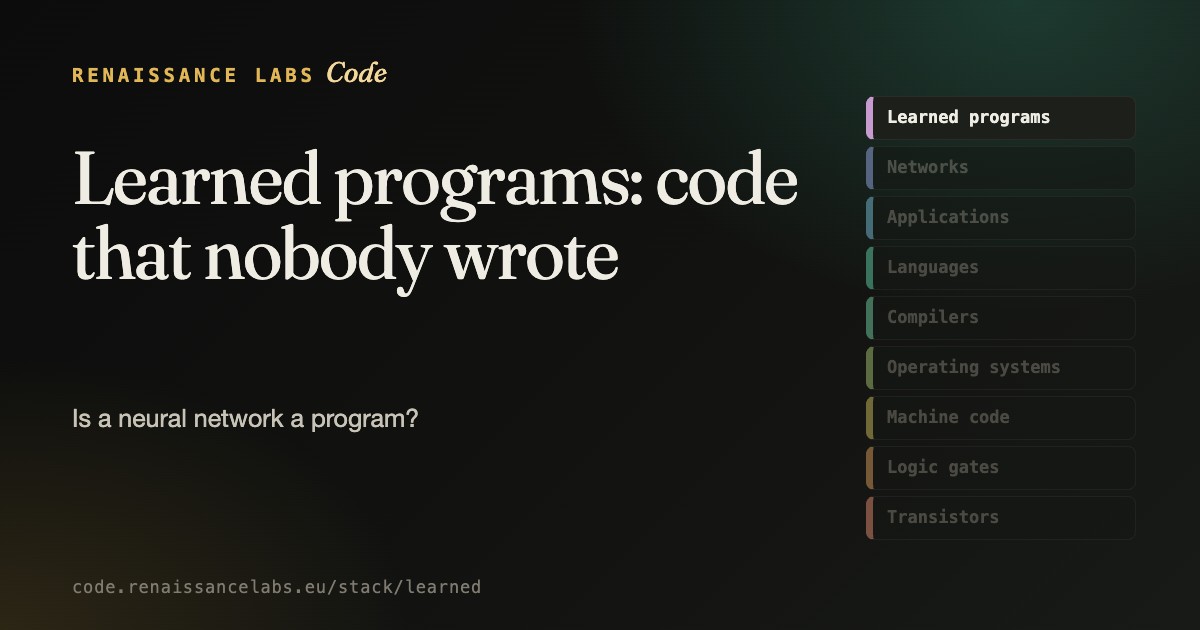 RENAISSANCE LABS Code
Learned programs: code
that nobody wrote
Is a neural network a program?
code.renaissancelabs.eu/stack/learned
Learned programs
Networks
Applications
Languages
Compilers
Operating systems
Machine code
Logic gates
Transistors